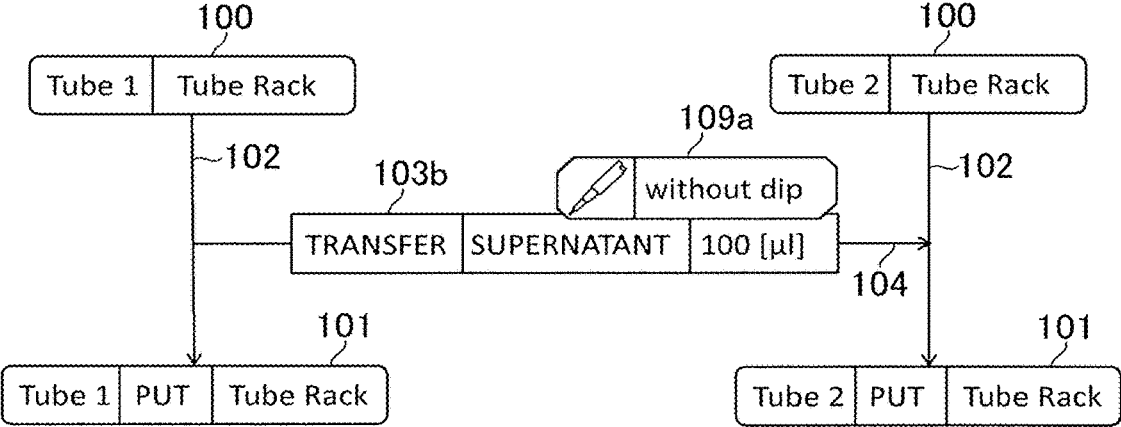 100
100
Tube 1 Tube Rack
Tube 2 Tube Rack
109a
102
103b
without dip
102
TRANSFER SUPERNATANT 100 [µl]
104
101
101
Tube 1 PUT Tube Rack
Tube 2 PUT Tube Rack